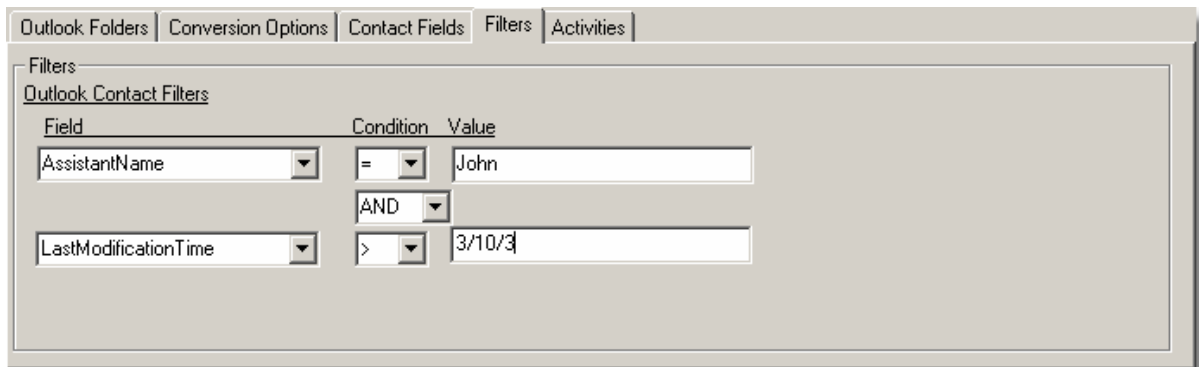 Outlook Folders Conversion Options Contact Fields Filters Activities
Filters
Outlook Contact Filters
Field Condition Value
AssistantName = John
AND
LastModificationTime > 3/10/3